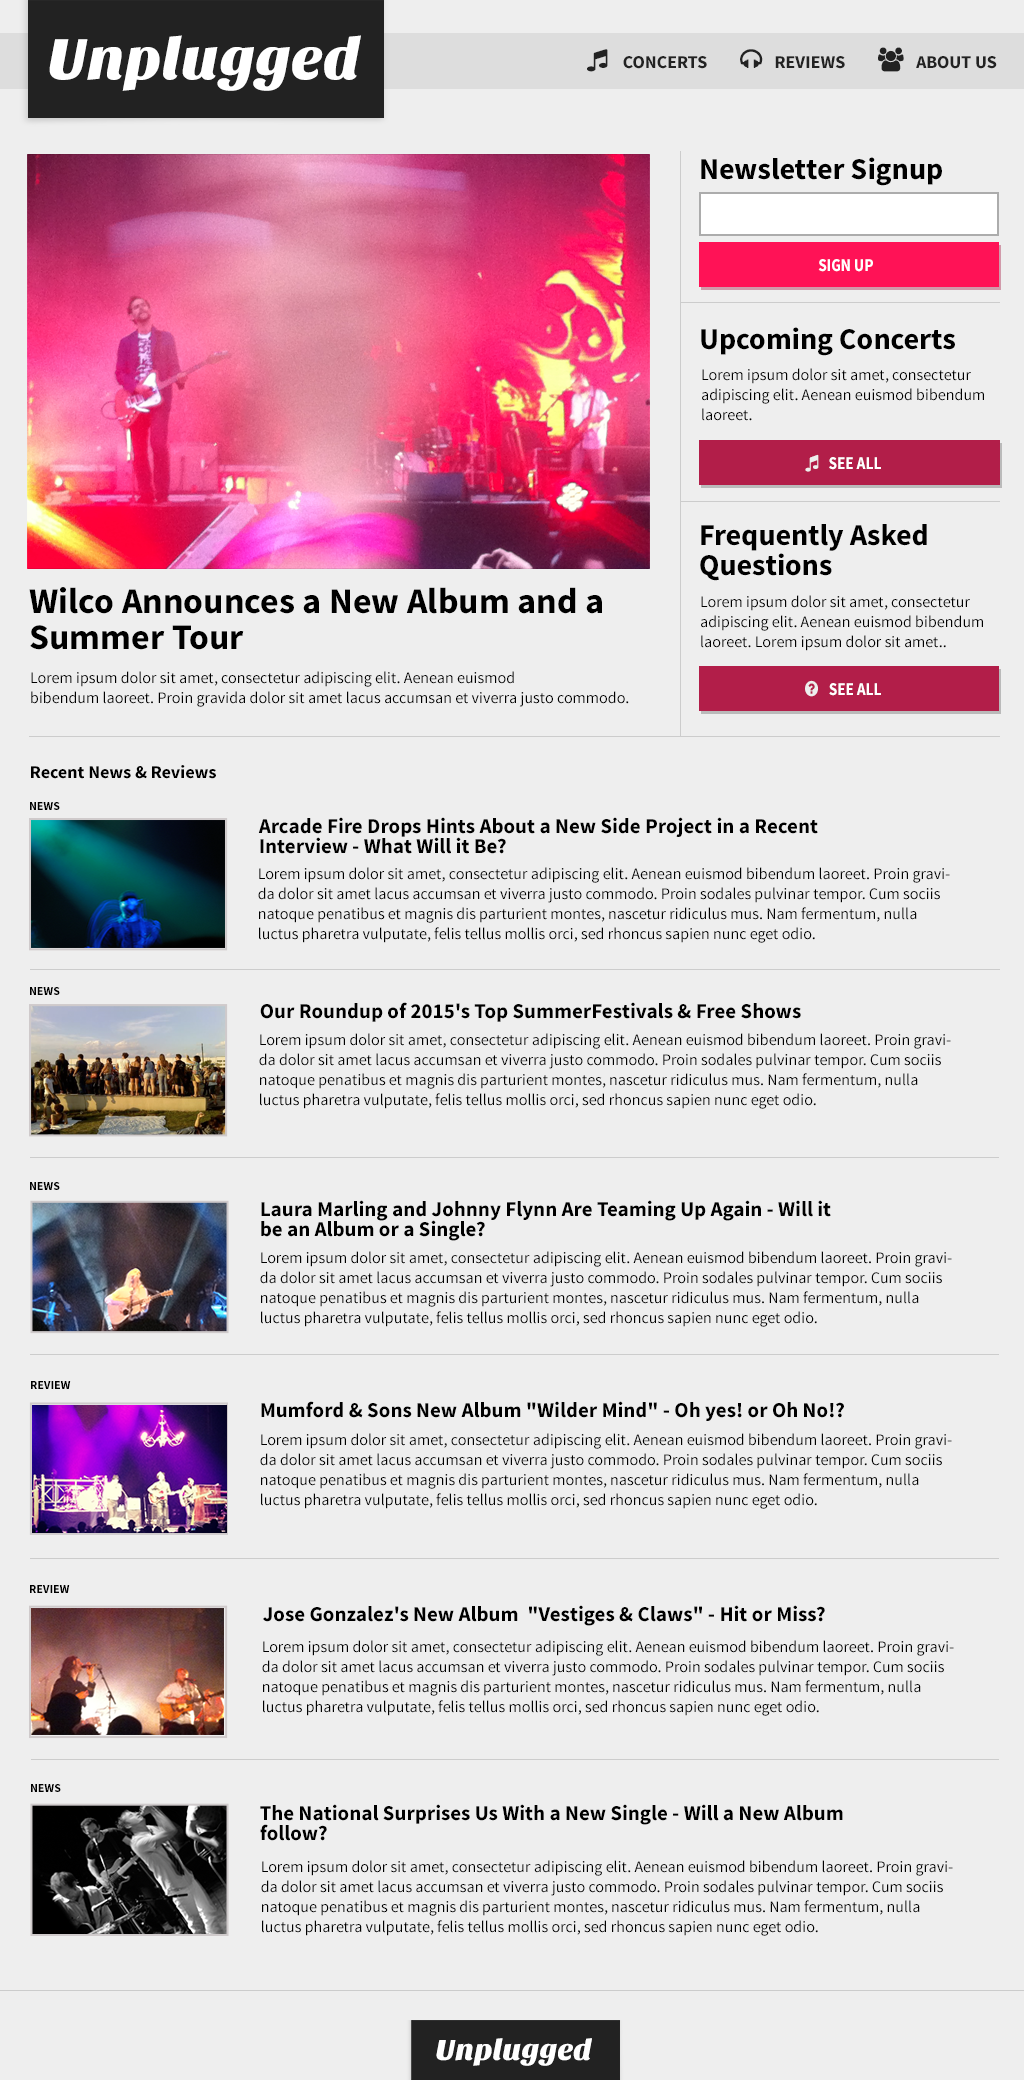 Unplugged
CONCERTS
REVIEWS
ABOUT US
Wilco Announces a New Album and a
Summer Tour
Lorem ipsum dolor sit amet, consectetur adipiscing elit. Aenean euismod
bibendum laoreet. Proin gravida dolor sit amet lacus accumsan et viverra justo commodo.
Newsletter Signup
SIGN UP
Upcoming Concerts
Lorem ipsum dolor sit amet, consectetur
adipiscing elit. Aenean euismod bibendum
laoreet.
SEE ALL
Frequently Asked
Questions
Lorem ipsum dolor sit amet, consectetur
adipiscing elit. Aenean euismod bibendum
laoreet. Lorem ipsum dolor sit amet..
SEE ALL
Recent News & Reviews
NEWS
Arcade Fire Drops Hints About a New Side Project in a Recent
Interview - What Will it Be?
Lorem ipsum dolor sit amet, consectetur adipiscing elit. Aenean euismod bibendum laoreet. Proin gravi-
da dolor sit amet lacus accumsan et viverra justo commodo. Proin sodales pulvinar tempor. Cum sociis
natoque penatibus et magnis dis parturient montes, nascetur ridiculus mus. Nam fermentum, nulla
luctus pharetra vulputate, felis tellus mollis orci, sed rhoncus sapien nunc eget odio.
NEWS
Our Roundup of 2015's Top SummerFestivals & Free Shows
Lorem ipsum dolor sit amet, consectetur adipiscing elit. Aenean euismod bibendum laoreet. Proin gravi-
da dolor sit amet lacus accumsan et viverra justo commodo. Proin sodales pulvinar tempor. Cum sociis
natoque penatibus et magnis dis parturient montes, nascetur ridiculus mus. Nam fermentum, nulla
luctus pharetra vulputate, felis tellus mollis orci, sed rhoncus sapien nunc eget odio.
NEWS
Laura Marling and Johnny Flynn Are Teaming Up Again - Will it
be an Album or a Single?
Lorem ipsum dolor sit amet, consectetur adipiscing elit. Aenean euismod bibendum laoreet. Proin gravi-
da dolor sit amet lacus accumsan et viverra justo commodo. Proin sodales pulvinar tempor. Cum sociis
natoque penatibus et magnis dis parturient montes, nascetur ridiculus mus. Nam fermentum, nulla
luctus pharetra vulputate, felis tellus mollis orci, sed rhoncus sapien nunc eget odio.
REVIEW
Mumford & Sons New Album "Wilder Mind" - Oh yes! or Oh No!?
Lorem ipsum dolor sit amet, consectetur adipiscing elit. Aenean euismod bibendum laoreet. Proin gravi-
da dolor sit amet lacus accumsan et viverra justo commodo. Proin sodales pulvinar tempor. Cum sociis
natoque penatibus et magnis dis parturient montes, nascetur ridiculus mus. Nam fermentum, nulla
luctus pharetra vulputate, felis tellus mollis orci, sed rhoncus sapien nunc eget odio.
REVIEW
Jose Gonzalez's New Album "Vestiges & Claws" - Hit or Miss?
Lorem ipsum dolor sit amet, consectetur adipiscing elit. Aenean euismod bibendum laoreet. Proin gravi-
da dolor sit amet lacus accumsan et viverra justo commodo. Proin sodales pulvinar tempor. Cum sociis
natoque penatibus et magnis dis parturient montes, nascetur ridiculus mus. Nam fermentum, nulla
luctus pharetra vulputate, felis tellus mollis orci, sed rhoncus sapien nunc eget odio.
NEWS
The National Surprises Us With a New Single - Will a New Album
follow?
Lorem ipsum dolor sit amet, consectetur adipiscing elit. Aenean euismod bibendum laoreet. Proin gravi-
da dolor sit amet lacus accumsan et viverra justo commodo. Proin sodales pulvinar tempor. Cum sociis
natoque penatibus et magnis dis parturient montes, nascetur ridiculus mus. Nam fermentum, nulla
luctus pharetra vulputate, felis tellus mollis orci, sed rhoncus sapien nunc eget odio.
Unplugged